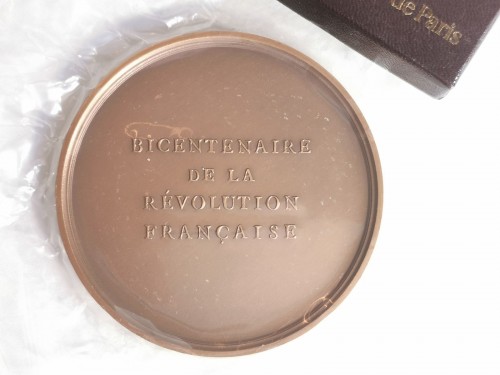 de Paris
BICENTENAIRE
DE LA
RÉVOLUTION
FRANÇAISE